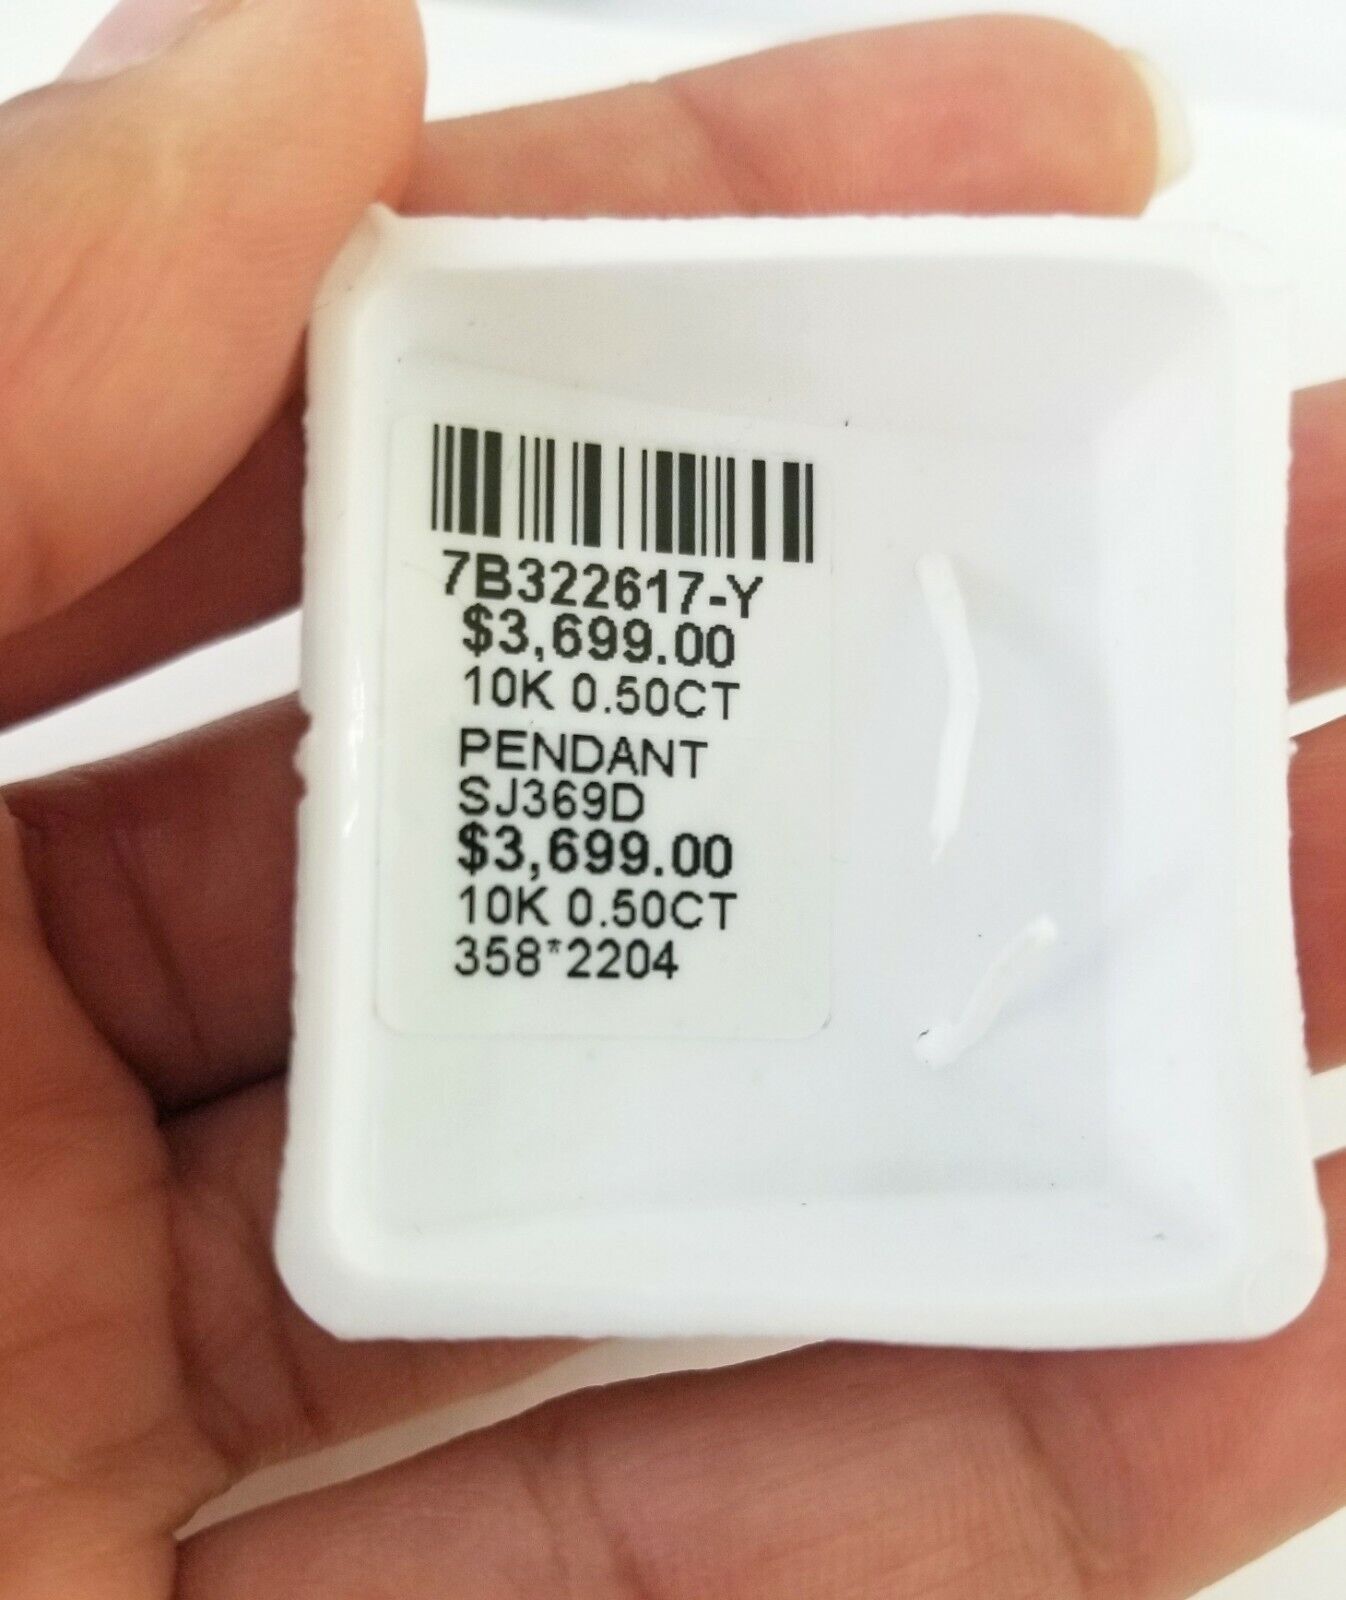 7B322617-Y
$3,699.00
10K 0.50CT
PENDANT
SJ369D
$3,699.00
10K 0.50CT
358*2204